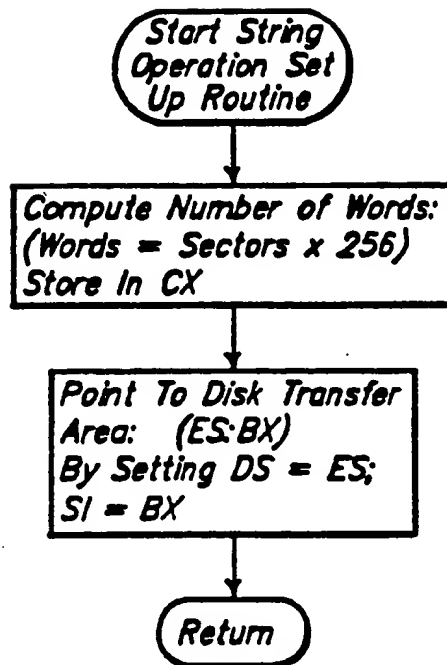 Start String
Operation Set
Up Routine
Compute Number of Words:
(Words = Sectors x 256)
Store In CX
Point To Disk Transfer
Area: (ES:BX)
By Setting DS = ES;
SI = BX
Return